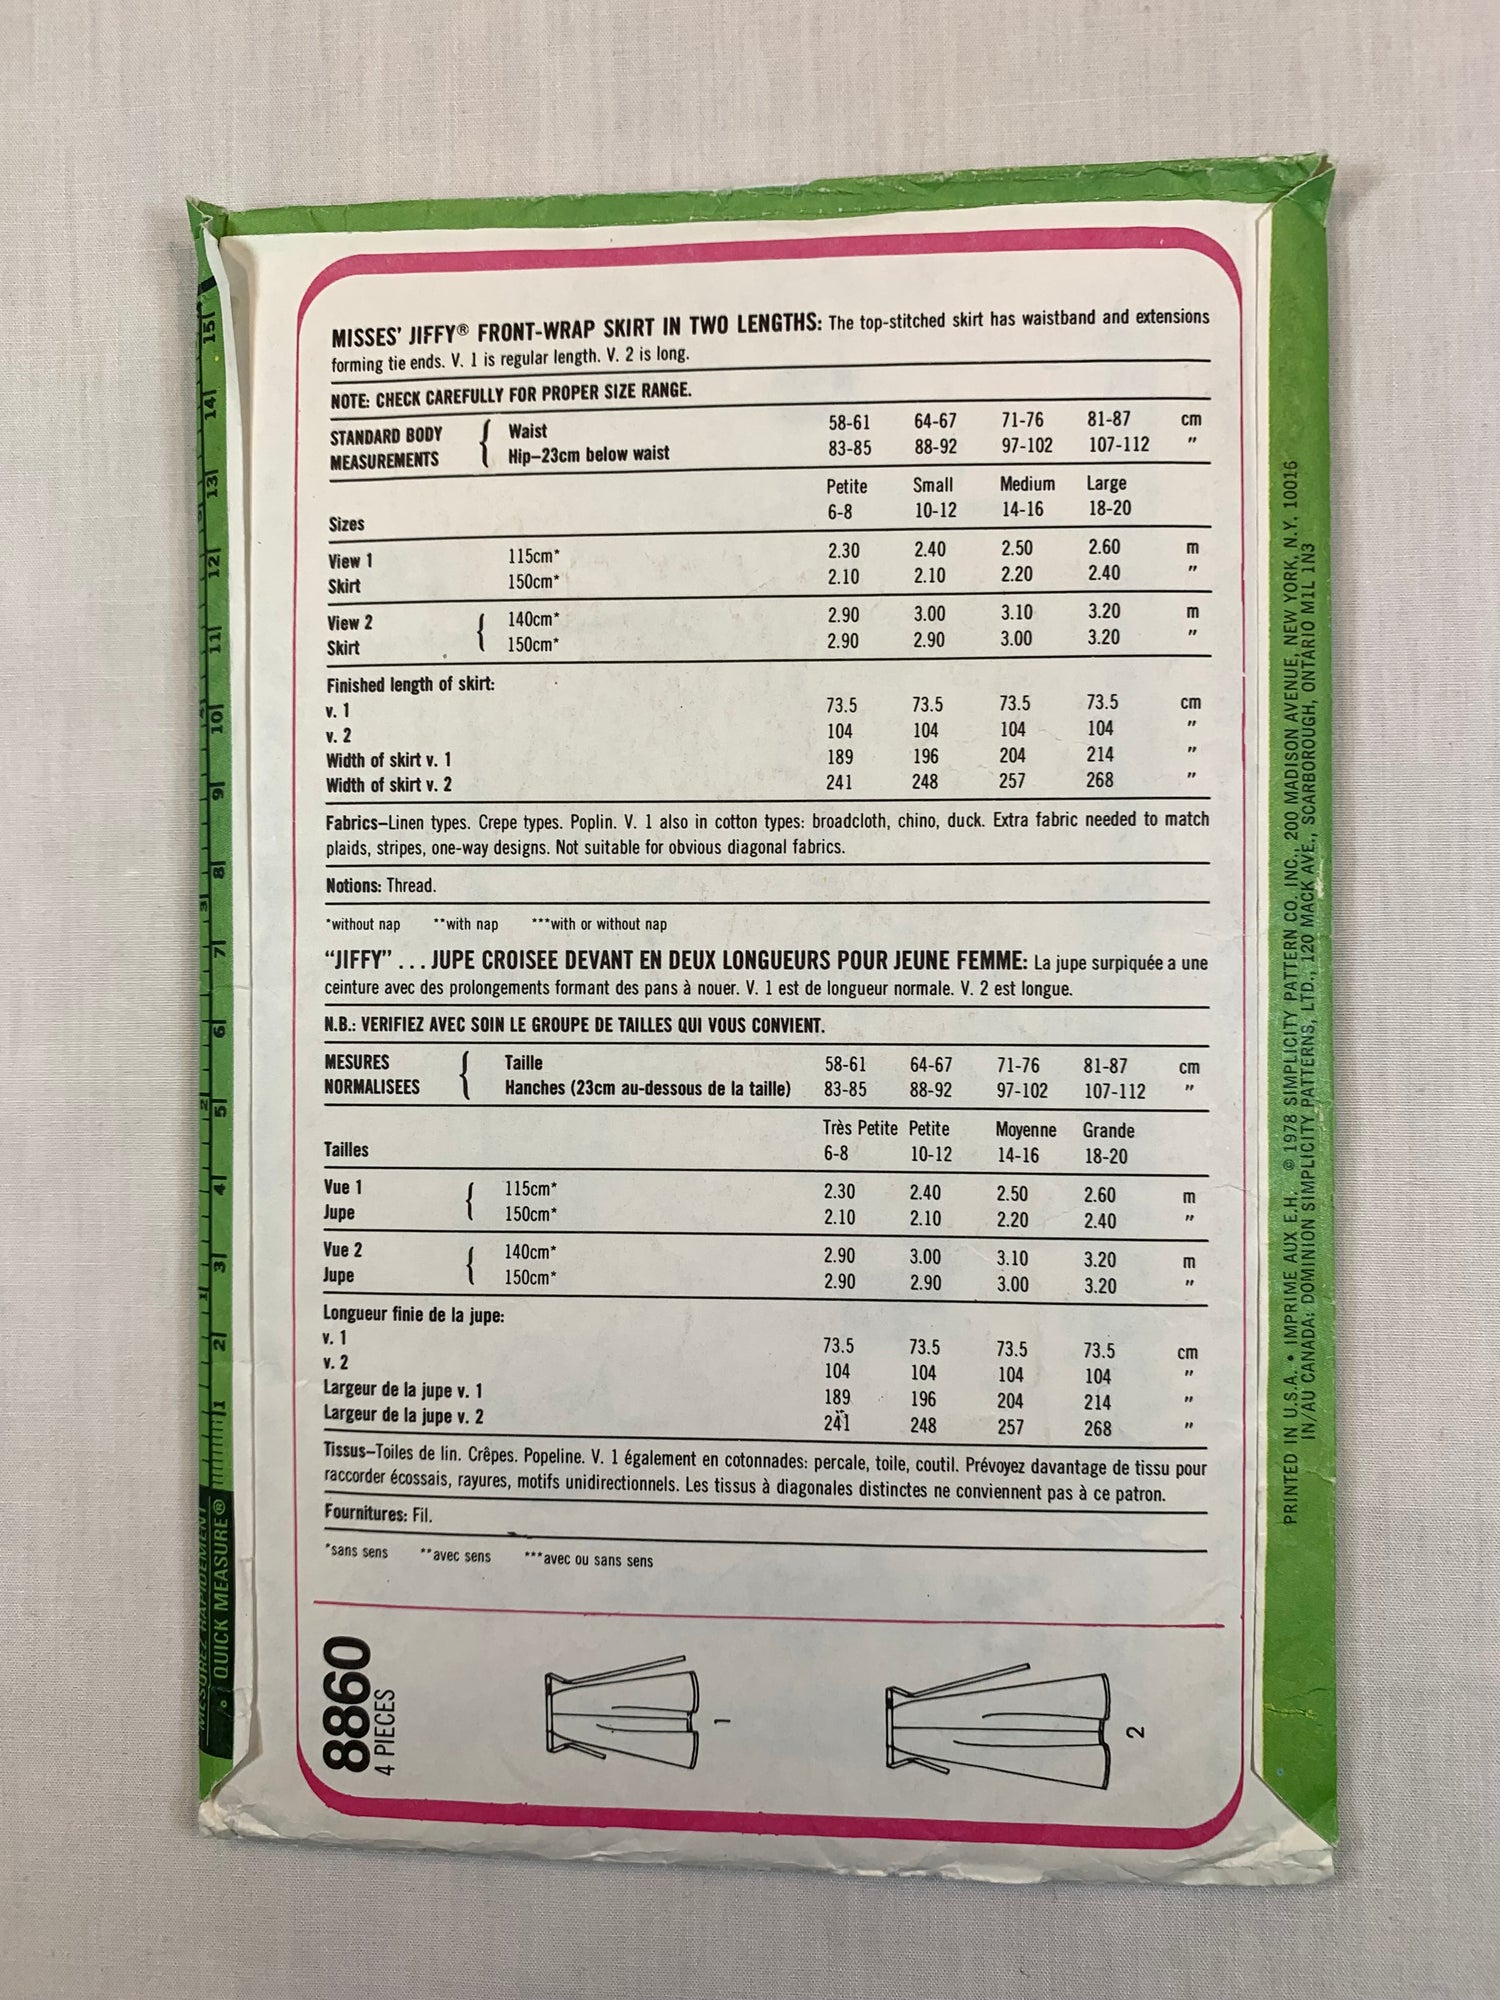 MISSES' JIFFY® FRONT-WRAP SKIRT IN TWO LENGTHS: The top-stitched skirt has waistband and extensions
forming tie ends. V. 1 is regular length. V. 2 is long.
NOTE: CHECK CAREFULLY FOR PROPER SIZE RANGE.
STANDARD BODY { Waist 58-61 64-67 71-76 81-87 cm
MEASUREMENTS Hip–23cm below waist 83-85 88-92 97-102 107-112 "
Petite Small Medium Large
Sizes 6-8 10-12 14-16 18-20
View 1 115cm* 2.30 2.40 2.50 2.60 m
Skirt 150cm* 2.10 2.10 2.20 2.40 "
View 2 { 140cm* 2.90 3.00 3.10 3.20 m
Skirt 150cm* 2.90 2.90 3.00 3.20 "
Finished length of skirt:
v. 1 73.5 73.5 73.5 73.5 cm
v. 2 104 104 104 104 "
Width of skirt v. 1 189 196 204 214 "
Width of skirt v. 2 241 248 257 268 "
Fabrics–Linen types. Crepe types. Poplin. V. 1 also in cotton types: broadcloth, chino, duck. Extra fabric needed to match
plaids, stripes, one-way designs. Not suitable for obvious diagonal fabrics.
Notions: Thread.
*without nap **with nap ***with or without nap
"JIFFY" ... JUPE CROISEE DEVANT EN DEUX LONGUEURS POUR JEUNE FEMME: La jupe surpiquée a une
ceinture avec des prolongements formant des pans à nouer. V. 1 est de longueur normale. V. 2 est longue.
N.B.: VERIFIEZ AVEC SOIN LE GROUPE DE TAILLES QUI VOUS CONVIENT.
MESURES { Taille 58-61 64-67 71-76 81-87 cm
NORMALISEES Hanches (23cm au-dessous de la taille) 83-85 88-92 97-102 107-112 "
Très Petite Petite Moyenne Grande
Tailles 6-8 10-12 14-16 18-20
Vue 1 { 115cm* 2.30 2.40 2.50 2.60 m
Jupe 150cm* 2.10 2.10 2.20 2.40 "
Vue 2 { 140cm* 2.90 3.00 3.10 3.20 m
Jupe 150cm* 2.90 2.90 3.00 3.20 "
Longueur finie de la jupe:
v. 1 73.5 73.5 73.5 73.5 cm
v. 2 104 104 104 104 "
Largeur de la jupe v. 1 189 196 204 214 "
Largeur de la jupe v. 2 241 248 257 268 "
Tissus–Toiles de lin. Crêpes. Popeline. V. 1 également en cotonnades: percale, toile, coutil. Prévoyez davantage de tissu pour
raccorder écossais, rayures, motifs unidirectionnels. Les tissus à diagonales distinctes ne conviennent pas à ce patron.
Fournitures: Fil.
*sans sens **avec sens ***avec ou sans sens
8860
4 PIECES
1
2
PRINTED IN U.S.A. • IMPRIME AUX E.H. © 1978 SIMPLICITY PATTERN CO. INC., 200 MADISON AVENUE, NEW YORK, N.Y. 10016
IN/AU CANADA: DOMINION SIMPLICITY PATTERNS, LTD., 120 MACK AVE., SCARBOROUGH, ONTARIO M1L 1N3
MESUREZ RAPIDEMENT
QUICK MEASURE®
1 2 3 4 5 6 7 8 9 10 11 12 13 14 15